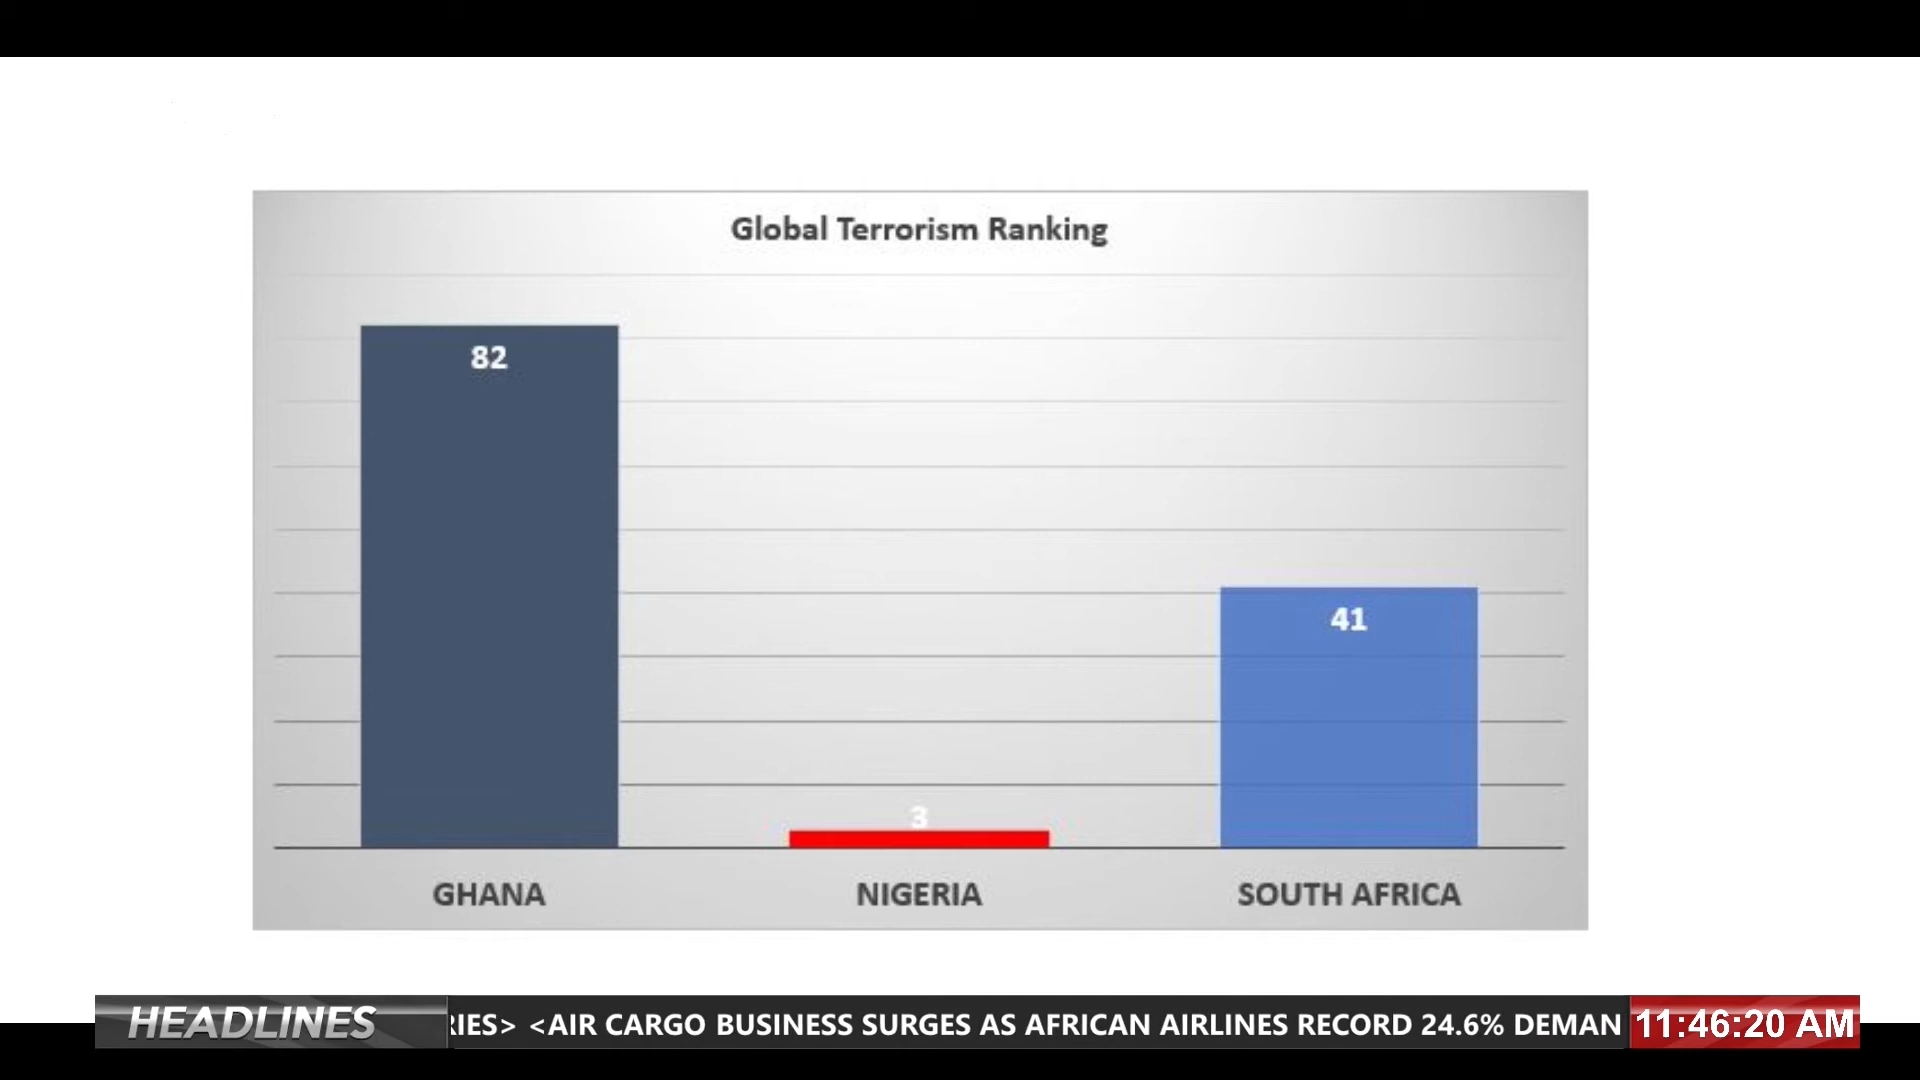 Global Terrorism Ranking
82
3
41
GHANA NIGERIA SOUTH AFRICA
HEADLINES RIES> <AIR CARGO BUSINESS SURGES AS AFRICAN AIRLINES RECORD 24.6% DEMAN 11:46:20 AM